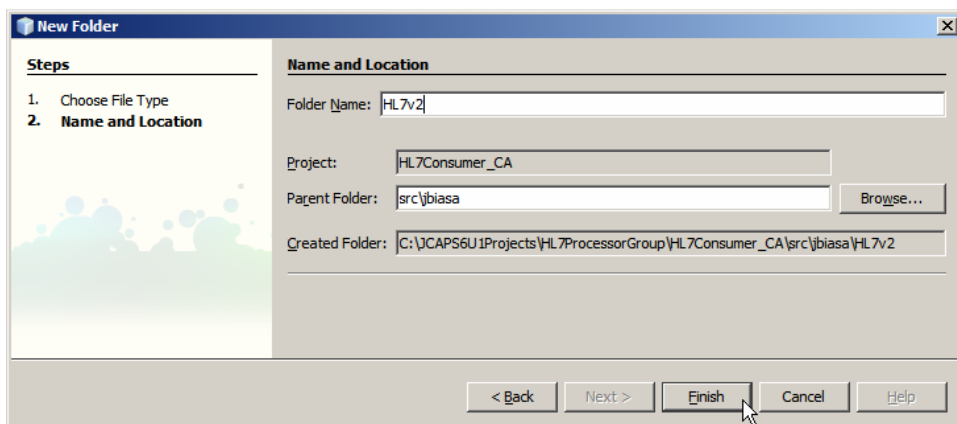 New Folder
Steps
1. Choose File Type
2. Name and Location
Name and Location
Folder Name: HL7v2
Project: HL7Consumer_CA
Parent Folder: src\jbiasa
Browse...
Created Folder: C:\JCAPS6U1Projects\HL7ProcessorGroup\HL7Consumer_CA\src\jbiasa\HL7v2
< Back Next > Finish Cancel Help